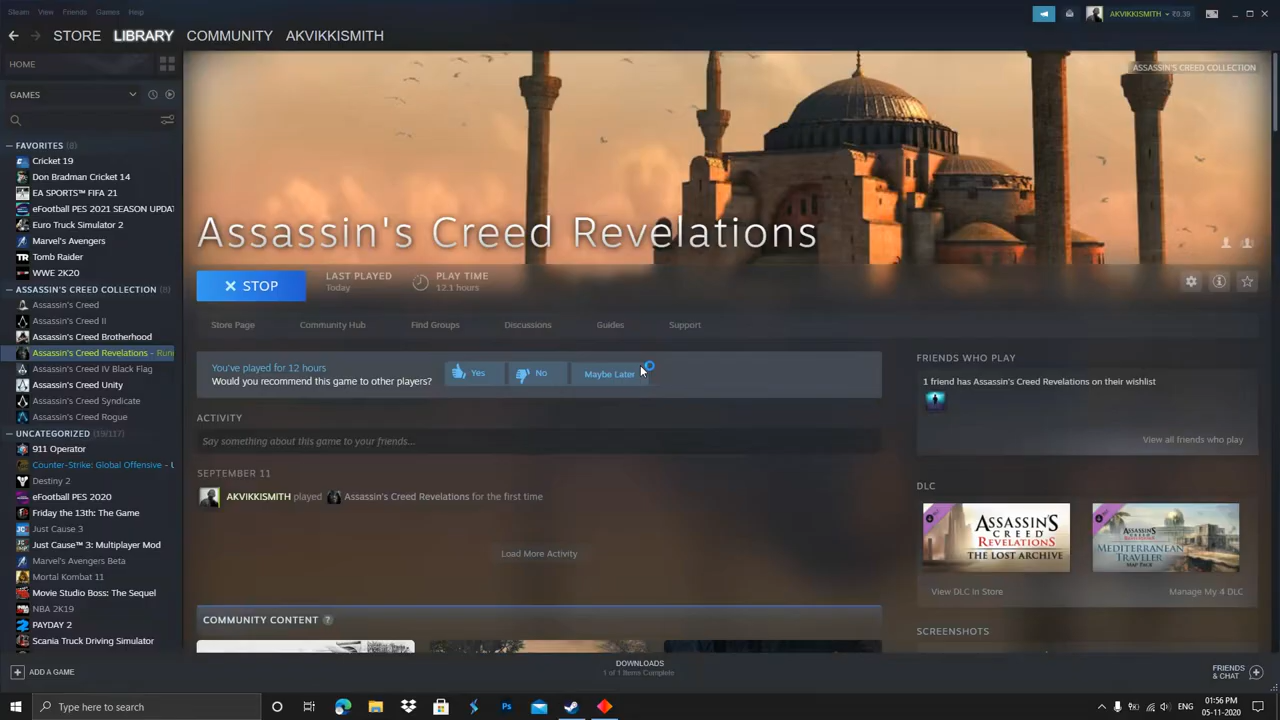 Steam View Friends Games Help
AKVIKKISMITH ₹0.39
STORE LIBRARY COMMUNITY AKVIKKISMITH
HOME
ASSASSIN'S CREED COLLECTION
GAMES
FAVORITES (8)
Cricket 19
Don Bradman Cricket 14
EA SPORTS™ FIFA 21
eFootball PES 2021 SEASON UPDA
Euro Truck Simulator 2
Marvel's Avengers
Tomb Raider
WWE 2K20
ASSASSIN'S CREED COLLECTION (8)
Assassin's Creed
Assassin's Creed II
Assassin's Creed Brotherhood
Assassin's Creed Revelations - Runn
Assassin's Creed IV Black Flag
Assassin's Creed Unity
Assassin's Creed Syndicate
Assassin's Creed Rogue
UNCATEGORIZED (19/117)
911 Operator
Counter-Strike: Global Offensive - U
Destiny 2
eFootball PES 2020
Friday the 13th: The Game
Just Cause 3
Just Cause™ 3: Multiplayer Mod
Marvel's Avengers Beta
Mortal Kombat 11
Movie Studio Boss: The Sequel
NBA 2K19
PAYDAY 2
Scania Truck Driving Simulator
Assassin's Creed Revelations
STOP
LAST PLAYED
Today
PLAY TIME
12.1 hours
Store Page Community Hub Find Groups Discussions Guides Support
You've played for 12 hours
Would you recommend this game to other players?
Yes No Maybe Later
ACTIVITY
Say something about this game to your friends...
SEPTEMBER 11
AKVIKKISMITH played Assassin's Creed Revelations for the first time
Load More Activity
COMMUNITY CONTENT ?
FRIENDS WHO PLAY
1 friend has Assassin's Creed Revelations on their wishlist
View all friends who play
DLC
ASSASSIN'S CREED REVELATIONS THE LOST ARCHIVE
ASSASSIN'S CREED REVELATIONS MEDITERRANEAN TRAVELER MAP PACK
View DLC In Store
Manage My 4 DLC
SCREENSHOTS
ADD A GAME
DOWNLOADS
1 of 1 Items Complete
FRIENDS & CHAT
Type here to search
ENG
01:56 PM
05-11-2020